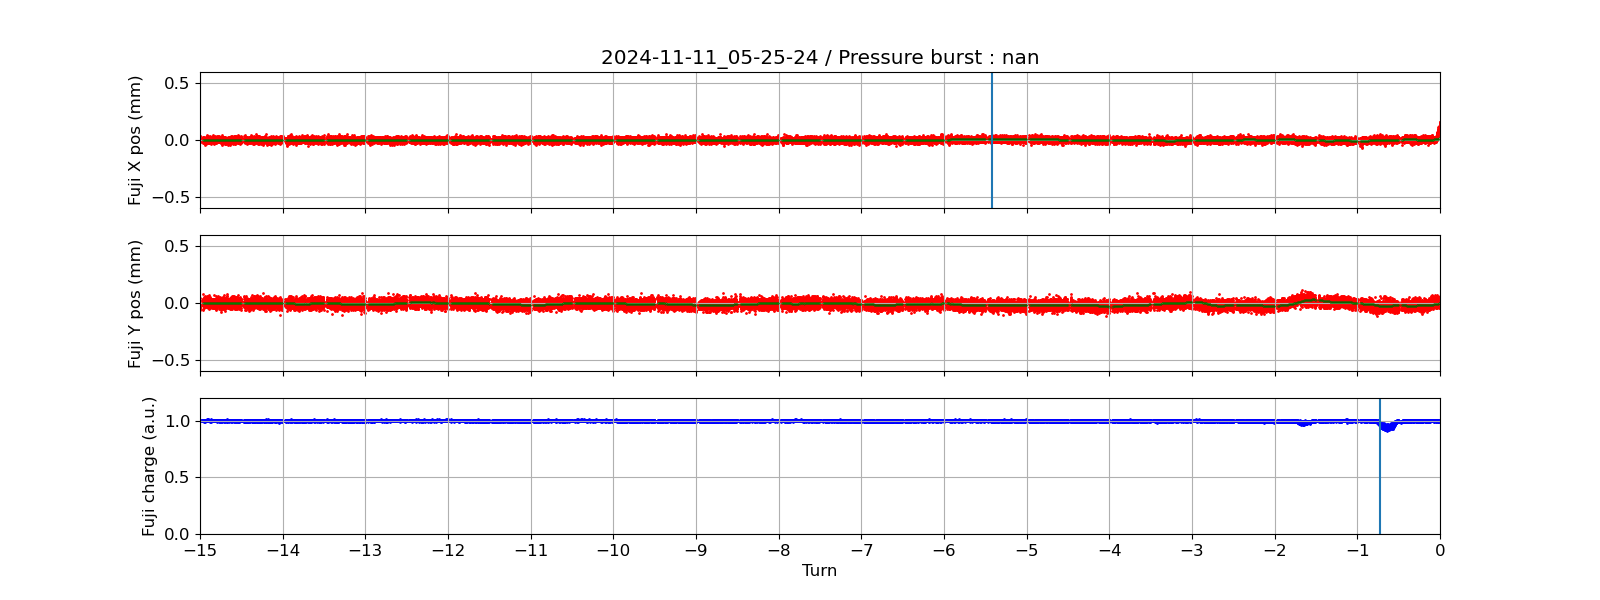 2024-11-11_05-25-24 / Pressure burst : nan
Fuji X pos (mm)
0.5
0.0
−0.5
Fuji Y pos (mm)
0.5
0.0
−0.5
Fuji charge (a.u.)
1.0
0.5
0.0
−15 −14 −13 −12 −11 −10 −9 −8 −7 −6 −5 −4 −3 −2 −1 0
Turn